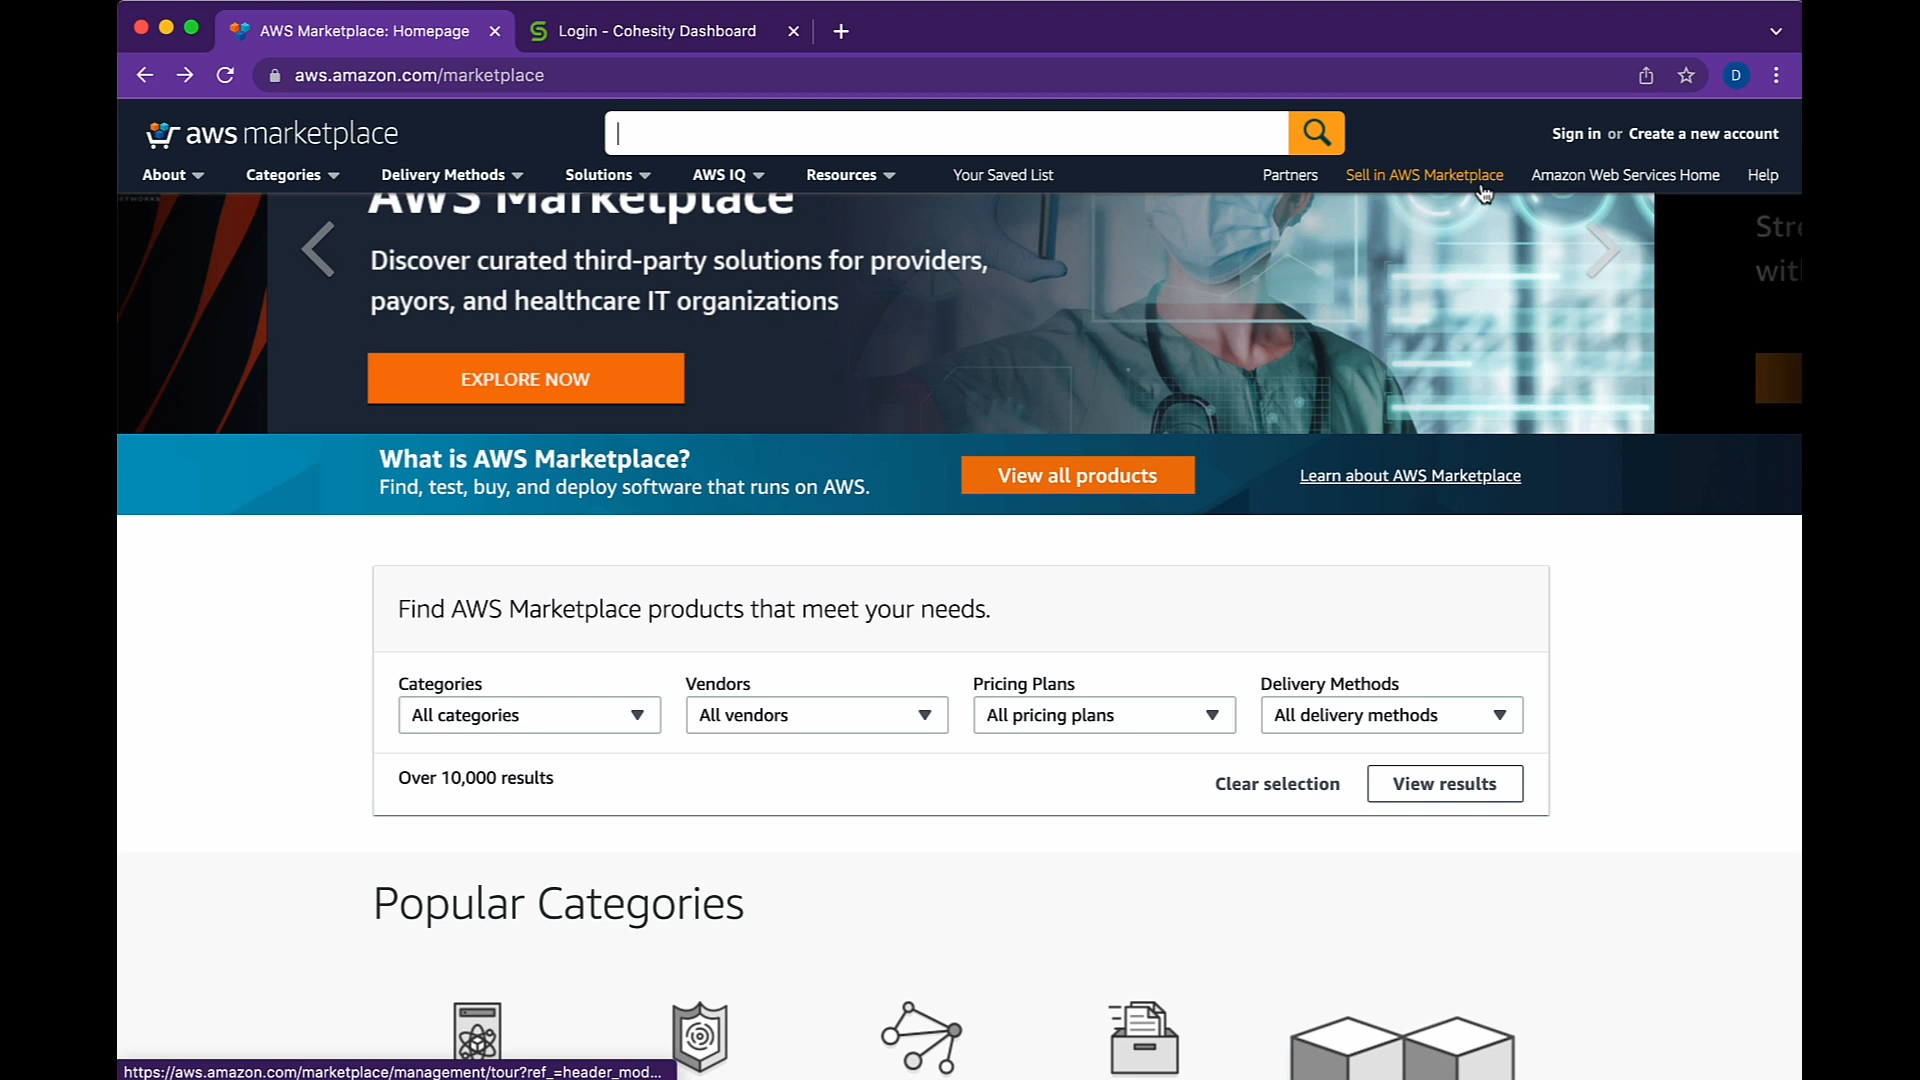 AWS Marketplace: Homepage
Login - Cohesity Dashboard
aws.amazon.com/marketplace
D
aws marketplace
Sign in or Create a new account
About
Categories
Delivery Methods
Solutions
AWS IQ
Resources
Your Saved List
Partners
Sell in AWS Marketplace
Amazon Web Services Home
Help
AWS Marketplace
Discover curated third-party solutions for providers,
payors, and healthcare IT organizations
EXPLORE NOW
What is AWS Marketplace?
Find, test, buy, and deploy software that runs on AWS.
View all products
Learn about AWS Marketplace
Find AWS Marketplace products that meet your needs.
Categories
Vendors
Pricing Plans
Delivery Methods
All categories
All vendors
All pricing plans
All delivery methods
Over 10,000 results
Clear selection
View results
Popular Categories
https://aws.amazon.com/marketplace/management/tour?ref_=header_mod...